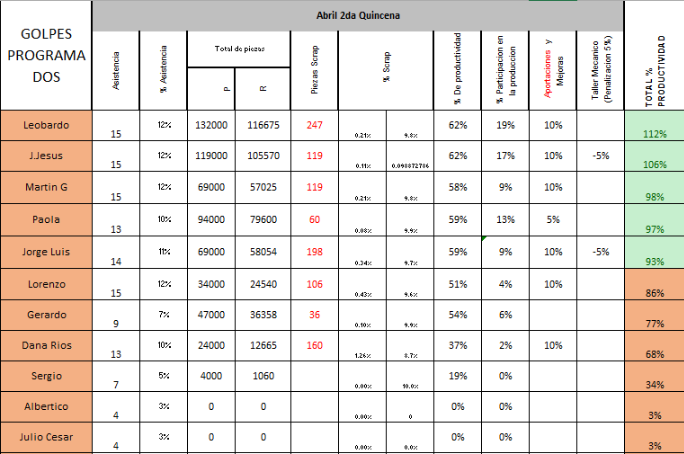 Abril 2da Quincena
GOLPES PROGRAMA DOS Asistencia % Asistencia Total de piezas Piezas Scrap % Scrap % De productividad % Participacion en la produccion Aportaciones y Mejoras Taller Mecanico (Penalizacion 5%) TOTAL % PRODUCTIVIDAD
P R
Leobardo 15 12% 132000 116675 247 0.21% 9.8% 62% 19% 10% 112%
J.Jesus 15 12% 119000 105570 119 0.11% 0.098872786 62% 17% 10% -5% 106%
Martin G 15 12% 69000 57025 119 0.21% 9.8% 58% 9% 10% 98%
Paola 13 10% 94000 79600 60 0.08% 9.9% 59% 13% 5% 97%
Jorge Luis 14 11% 69000 58054 198 0.34% 9.7% 59% 9% 10% -5% 93%
Lorenzo 15 12% 34000 24540 106 0.43% 9.6% 51% 4% 10% 86%
Gerardo 9 7% 47000 36358 36 0.10% 9.9% 54% 6% 77%
Dana Rios 13 10% 24000 12665 160 1.26% 8.7% 37% 2% 10% 68%
Sergio 7 5% 4000 1060 0.00% 10.0% 19% 0% 34%
Albertico 4 3% 0 0 0.00% 0 0% 0% 3%
Julio Cesar 4 3% 0 0 0.00% 0.0% 0% 0% 3%